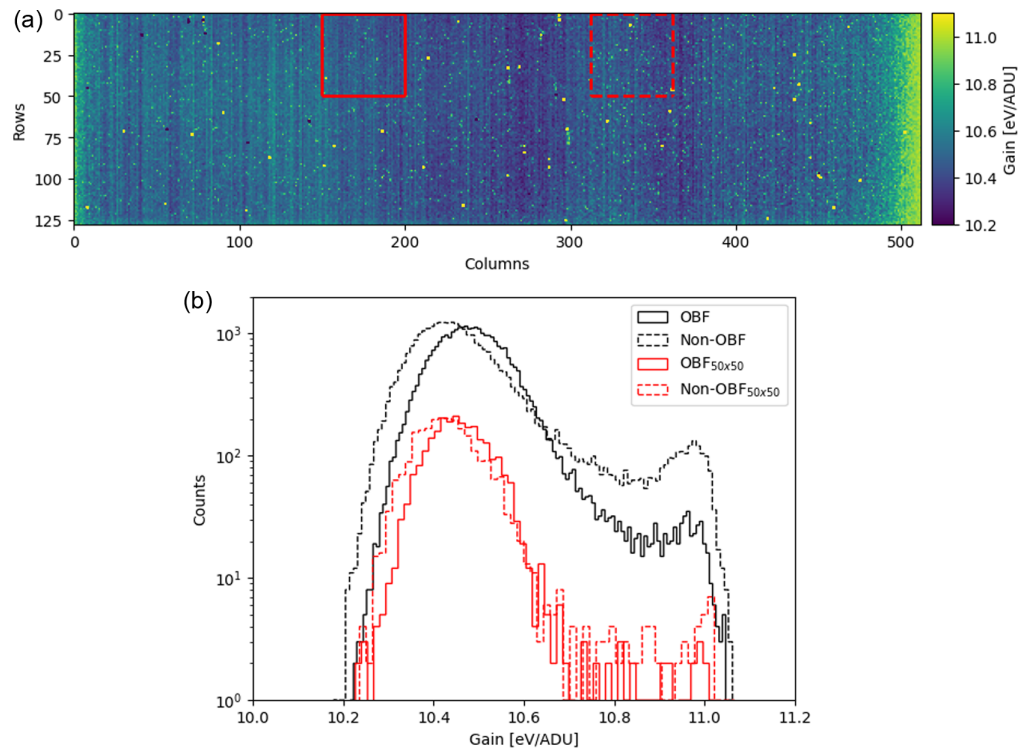 (a)
0
25
50
75
100
125
Rows
0 100 200 300 400 500
Columns
11.0
10.8
10.6
10.4
10.2
Gain [eV/ADU]
(b)
10³
10²
10¹
10⁰
Counts
OBF
Non-OBF
OBF₅₀ₓ₅₀
Non-OBF₅₀ₓ₅₀
10.0 10.2 10.4 10.6 10.8 11.0 11.2
Gain [eV/ADU]